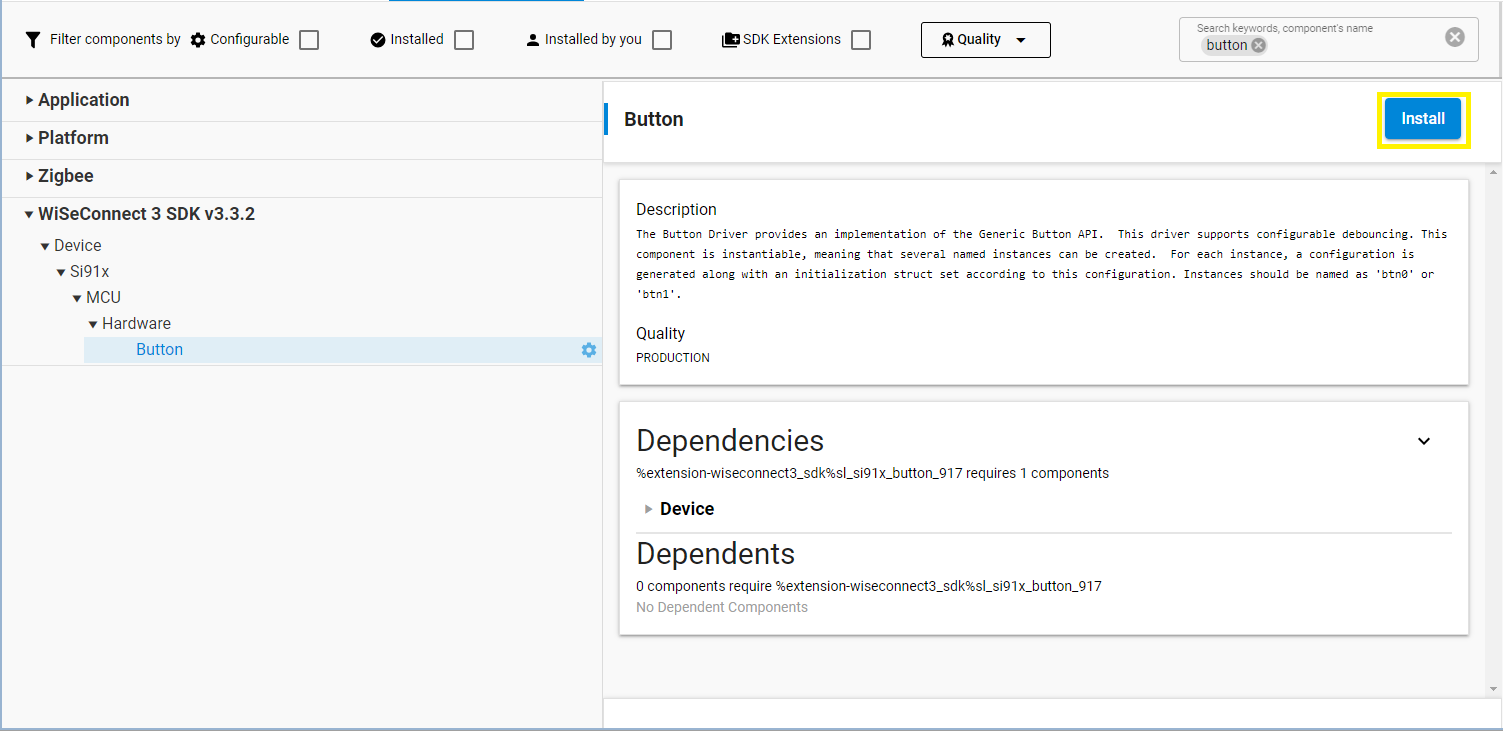 Filter components by Configurable Installed Installed by you SDK Extensions Quality
Search keywords, component's name
button
Application
Platform
Zigbee
WiSeConnect 3 SDK v3.3.2
Device
Si91x
MCU
Hardware
Button
Button
Install
Description
The Button Driver provides an implementation of the Generic Button API.  This driver supports configurable debouncing. This
component is instantiable, meaning that several named instances can be created.  For each instance, a configuration is
generated along with an initialization struct set according to this configuration. Instances should be named as 'btn0' or
'btn1'.
Quality
PRODUCTION
Dependencies
%extension-wiseconnect3_sdk%sl_si91x_button_917 requires 1 components
Device
Dependents
0 components require %extension-wiseconnect3_sdk%sl_si91x_button_917
No Dependent Components